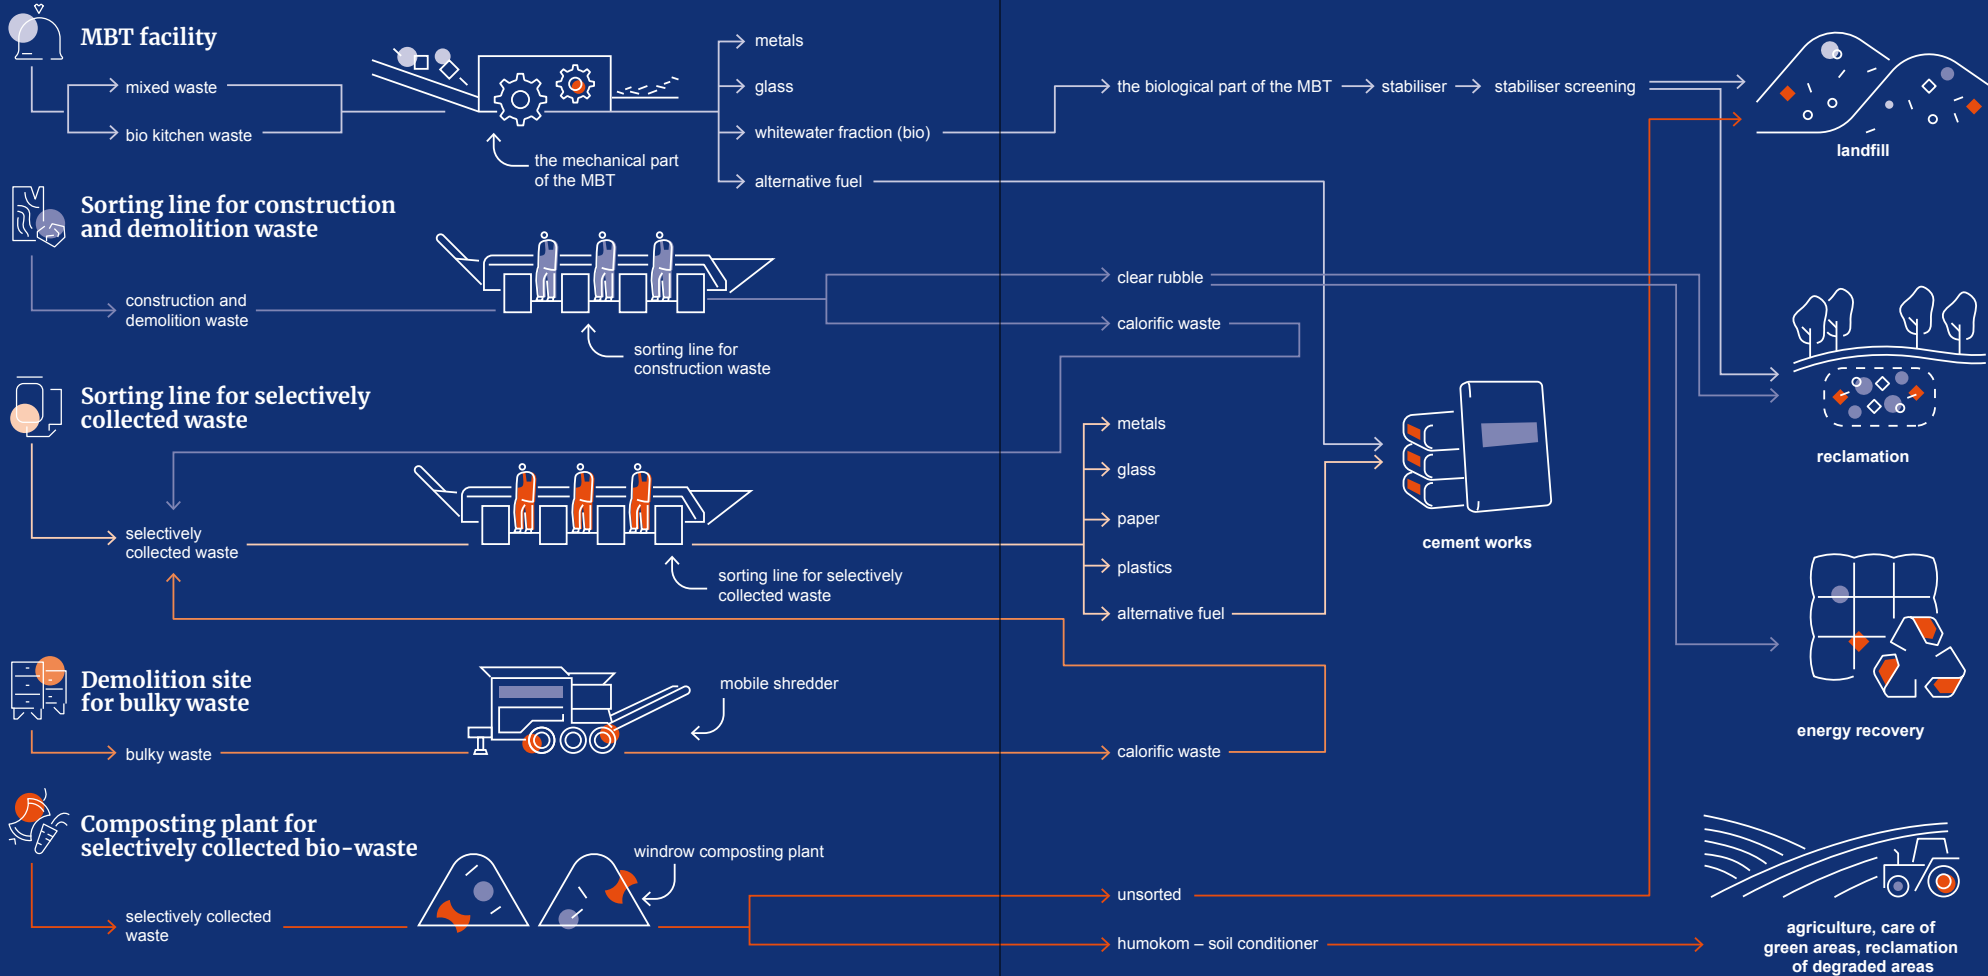 MBT facility
mixed waste
bio kitchen waste
the mechanical part
of the MBT
metals
glass
whitewater fraction (bio)
alternative fuel
the biological part of the MBT
stabiliser
stabiliser screening
landfill
Sorting line for construction
and demolition waste
construction and
demolition waste
sorting line for
construction waste
clear rubble
calorific waste
reclamation
Sorting line for selectively
collected waste
selectively
collected waste
sorting line for selectively
collected waste
metals
glass
paper
plastics
alternative fuel
cement works
energy recovery
Demolition site
for bulky waste
bulky waste
mobile shredder
calorific waste
Composting plant for
selectively collected bio-waste
selectively collected
waste
windrow composting plant
unsorted
humokom – soil conditioner
agriculture, care of
green areas, reclamation
of degraded areas